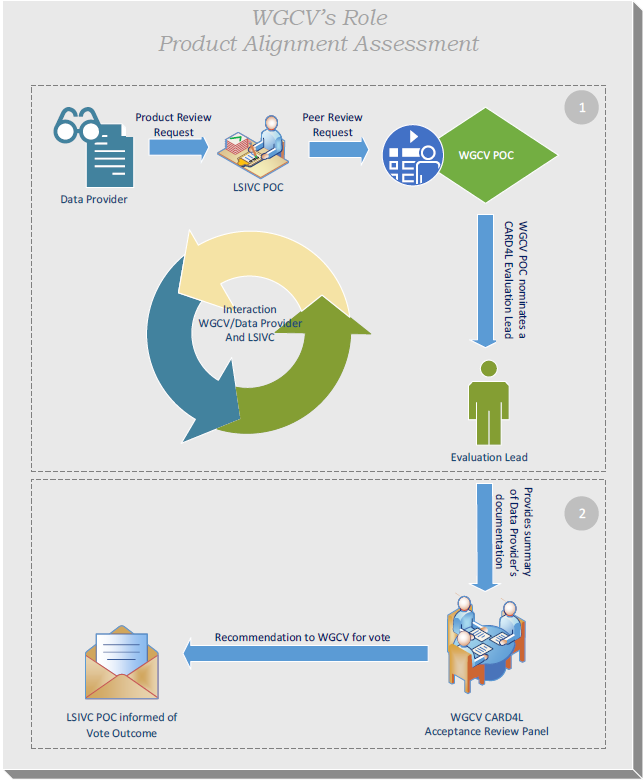 WGCV's Role
Product Alignment Assessment
1
Product Review
Request
Peer Review
Request
WGCV POC
Data Provider
LSIVC POC
WGCV POC nominates a
CARD4L Evaluation Lead
Interaction
WGCV/Data Provider
And LSIVC
Evaluation Lead
2
Provides summary
of Data Provider's
documentation
Recommendation to WGCV for vote
LSIVC POC informed of
Vote Outcome
WGCV CARD4L
Acceptance Review Panel